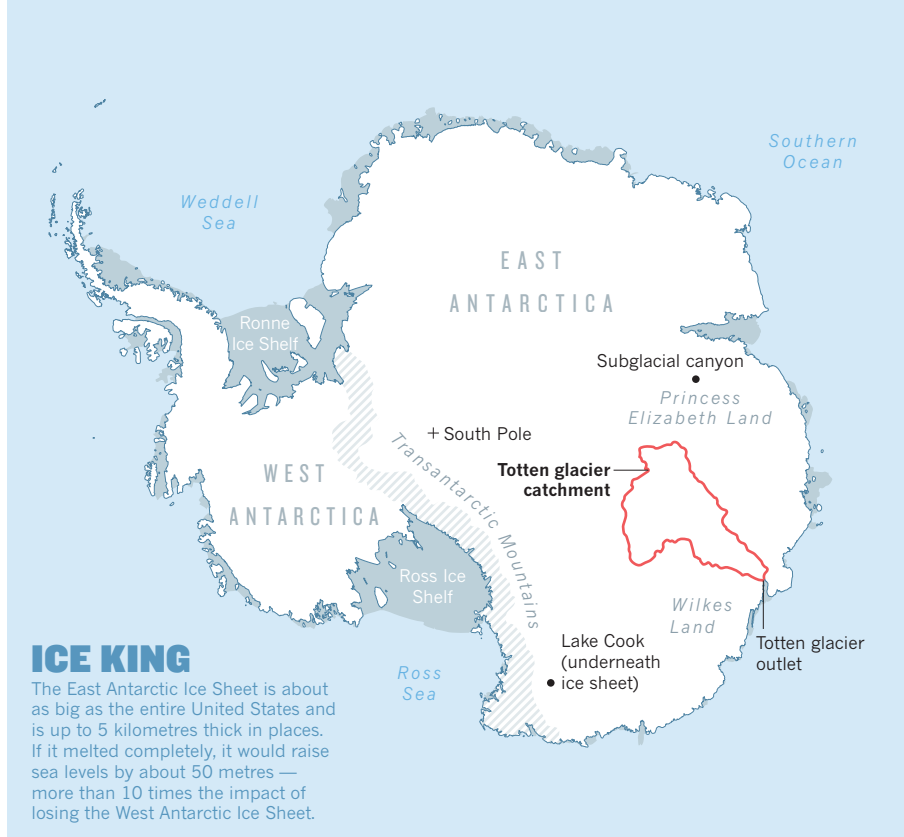 Southern
Ocean
Weddell
Sea
EAST
ANTARCTICA
Ronne
Ice Shelf
Subglacial canyon
Princess
Elizabeth Land
+ South Pole
Transantarctic Mountains
Totten glacier
catchment
WEST
ANTARCTICA
Ross Ice
Shelf
Wilkes
Land
Totten glacier
outlet
Lake Cook
(underneath
ice sheet)
Ross
Sea
ICE KING
The East Antarctic Ice Sheet is about
as big as the entire United States and
is up to 5 kilometres thick in places.
If it melted completely, it would raise
sea levels by about 50 metres —
more than 10 times the impact of
losing the West Antarctic Ice Sheet.